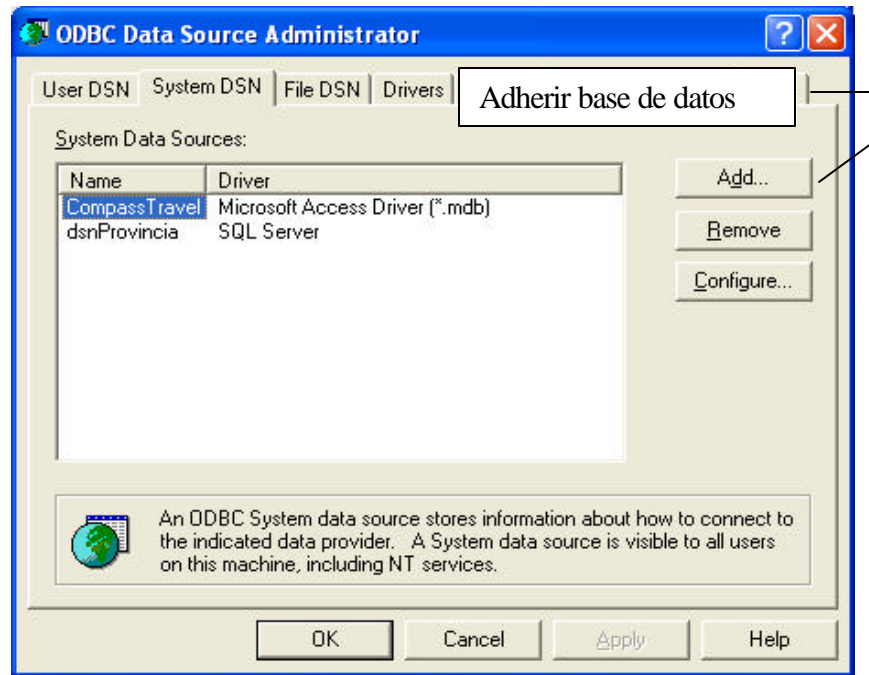 ODBC Data Source Administrator
User DSN System DSN File DSN Drivers
Adherir base de datos
System Data Sources:
Name Driver
CompassTravel Microsoft Access Driver (*.mdb)
dsnProvincia SQL Server
Add...
Remove
Configure...
An ODBC System data source stores information about how to connect to
the indicated data provider. A System data source is visible to all users
on this machine, including NT services.
OK Cancel Apply Help